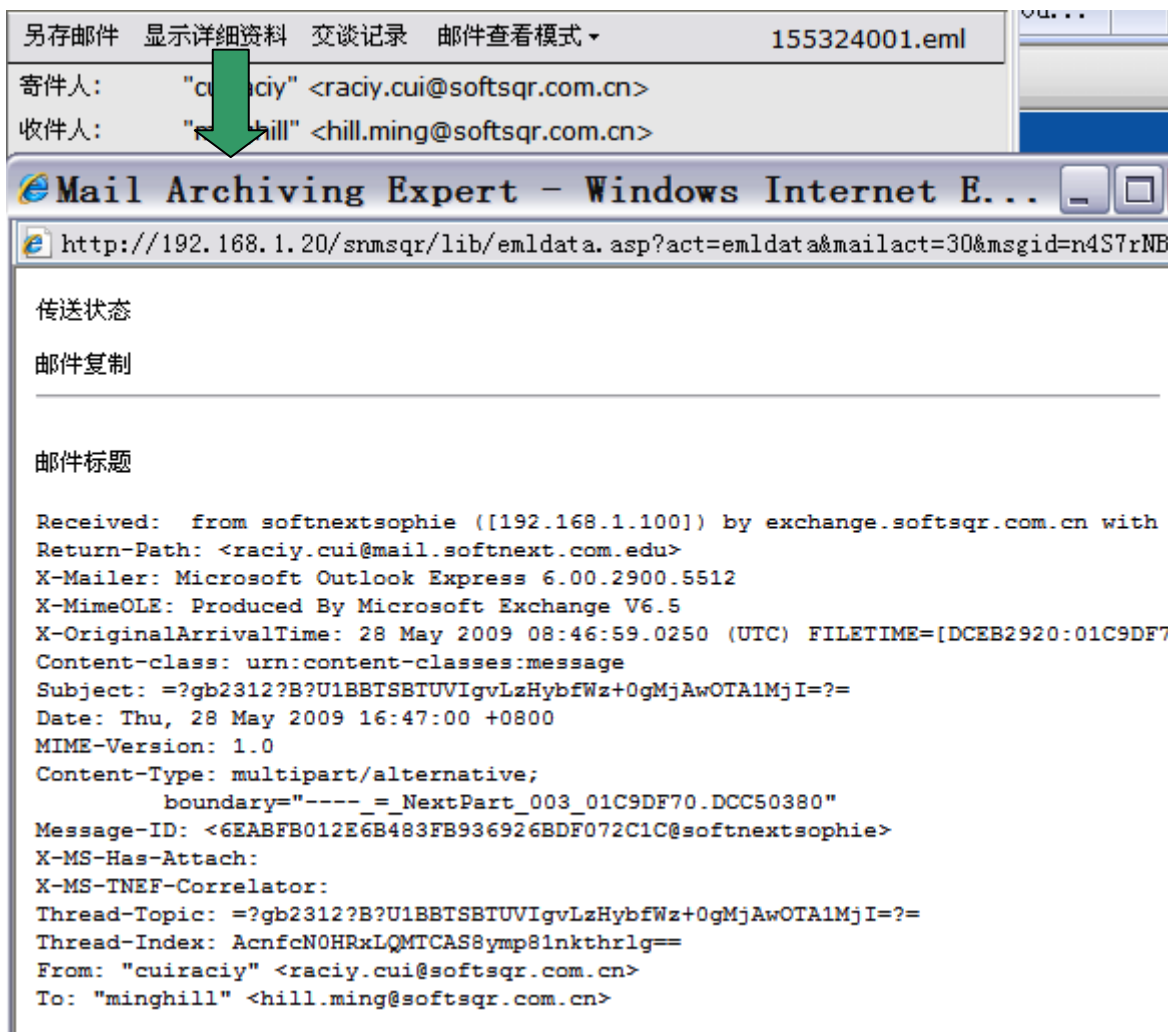 另存邮件 显示详细资料 交谈记录 邮件查看模式 155324001.eml
寄件人: "cuiraciy" <raciy.cui@softsqr.com.cn>
收件人: "minghill" <hill.ming@softsqr.com.cn>
Mail Archiving Expert - Windows Internet E...
http://192.168.1.20/snmsqr/lib/emldata.asp?act=emldata&mailact=30&msgid=n4S7rNB
传送状态
邮件复制
邮件标题
Received:  from softnextsophie ([192.168.1.100]) by exchange.softsqr.com.cn with
Return-Path: <raciy.cui@mail.softnext.com.edu>
X-Mailer: Microsoft Outlook Express 6.00.2900.5512
X-MimeOLE: Produced By Microsoft Exchange V6.5
X-OriginalArrivalTime: 28 May 2009 08:46:59.0250 (UTC) FILETIME=[DCEB2920:01C9DF7
Content-class: urn:content-classes:message
Subject: =?gb2312?B?U1BBTSBTUVIgvLzHybfWz+0gMjAwOTA1MjI=?=
Date: Thu, 28 May 2009 16:47:00 +0800
MIME-Version: 1.0
Content-Type: multipart/alternative;
boundary="----_=_NextPart_003_01C9DF70.DCC50380"
Message-ID: <6EABFB012E6B483FB936926BDF072C1C@softnextsophie>
X-MS-Has-Attach:
X-MS-TNEF-Correlator:
Thread-Topic: =?gb2312?B?U1BBTSBTUVIgvLzHybfWz+0gMjAwOTA1MjI=?=
Thread-Index: AcnfcN0HRxLQMTCAS8ymp81nkthrlg==
From: "cuiraciy" <raciy.cui@softsqr.com.cn>
To: "minghill" <hill.ming@softsqr.com.cn>